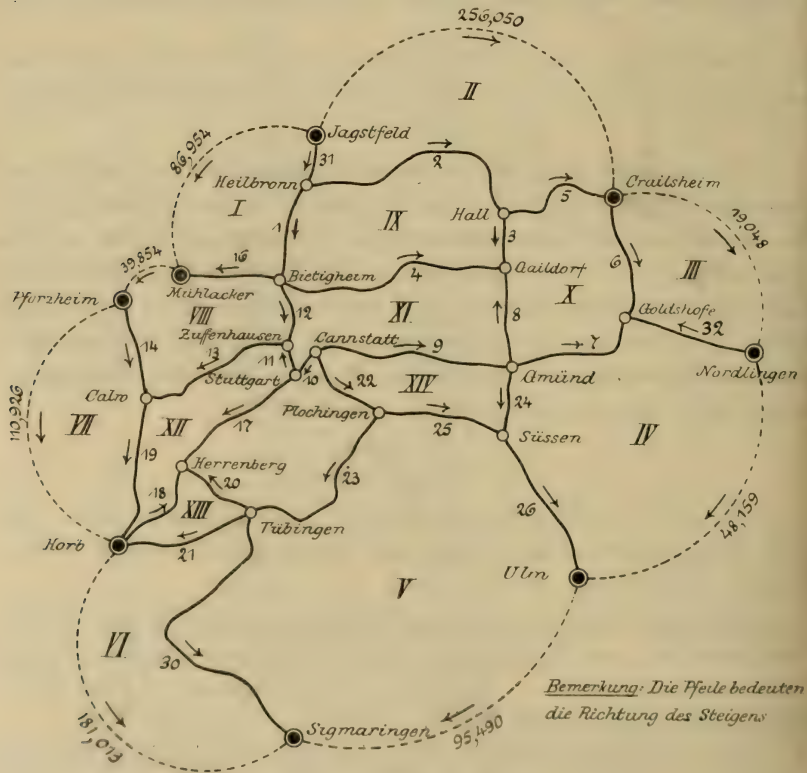 256,050
II
Jagstfeld
86,954
31
2
Crailsheim
Heilbronn
5
I
1
IX
Hall
3
19,048
39,854
16
6
III
Mühlacker
Bietigheim
4
Gaildorf
X
Pforzheim
VIII
12
XI
8
Goldshöfe
32
Zuffenhausen
Cannstatt
14
13
11
9
7
10
Stuttgart
Gmünd
Nördlingen
Calw
22
XIV
24
110,926
VII
XII
17
Plochingen
25
Süssen
IV
19
Herrenberg
23
18
20
26
48,159
XIII
Tübingen
Horb
21
Ulm
V
VI
30
Bemerkung: Die Pfeile bedeuten
die Richtung des Steigens
181,013
Sigmaringen
95,490